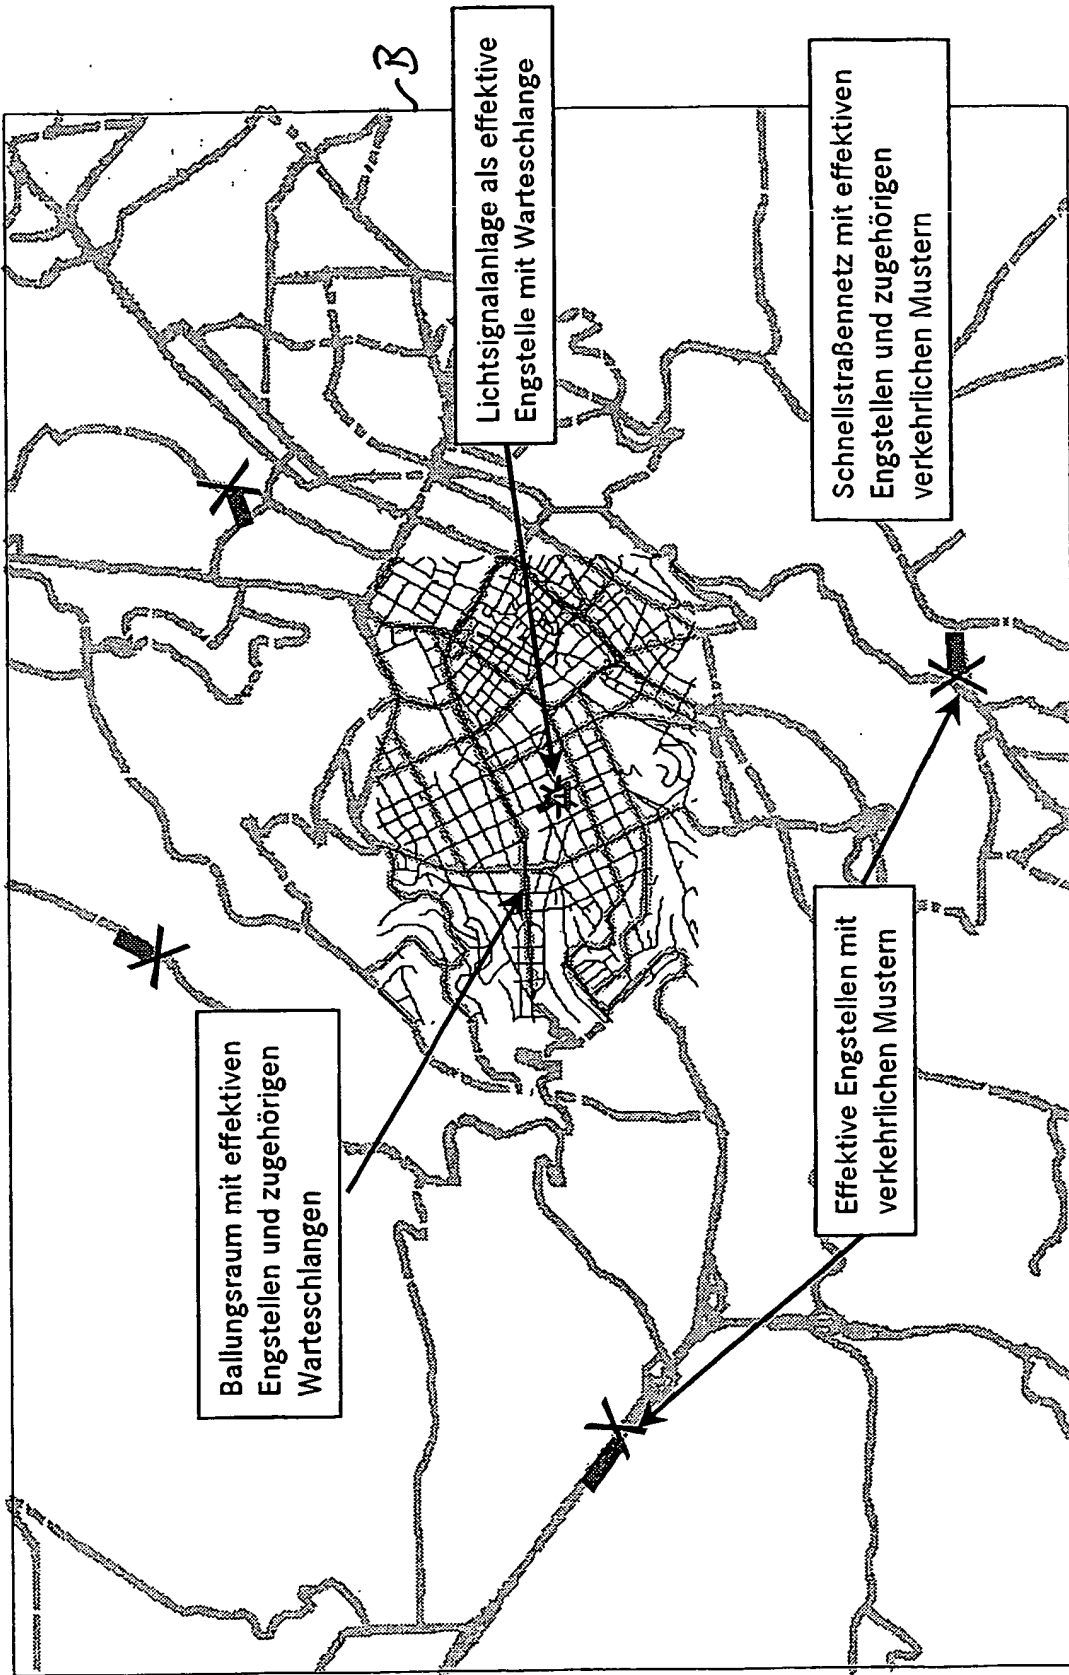 B
Lichtsignalanlage als effektive
Engstelle mit Warteschlange
Schnellstraßennetz mit effektiven
Engstellen und zugehörigen
verkehrlichen Mustern
Ballungsraum mit effektiven
Engstellen und zugehörigen
Warteschlangen
Effektive Engstellen mit
verkehrlichen Mustern